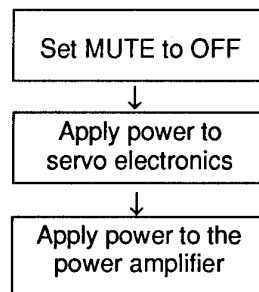 Set MUTE to OFF
Apply power to
servo electronics
Apply power to the
power amplifier